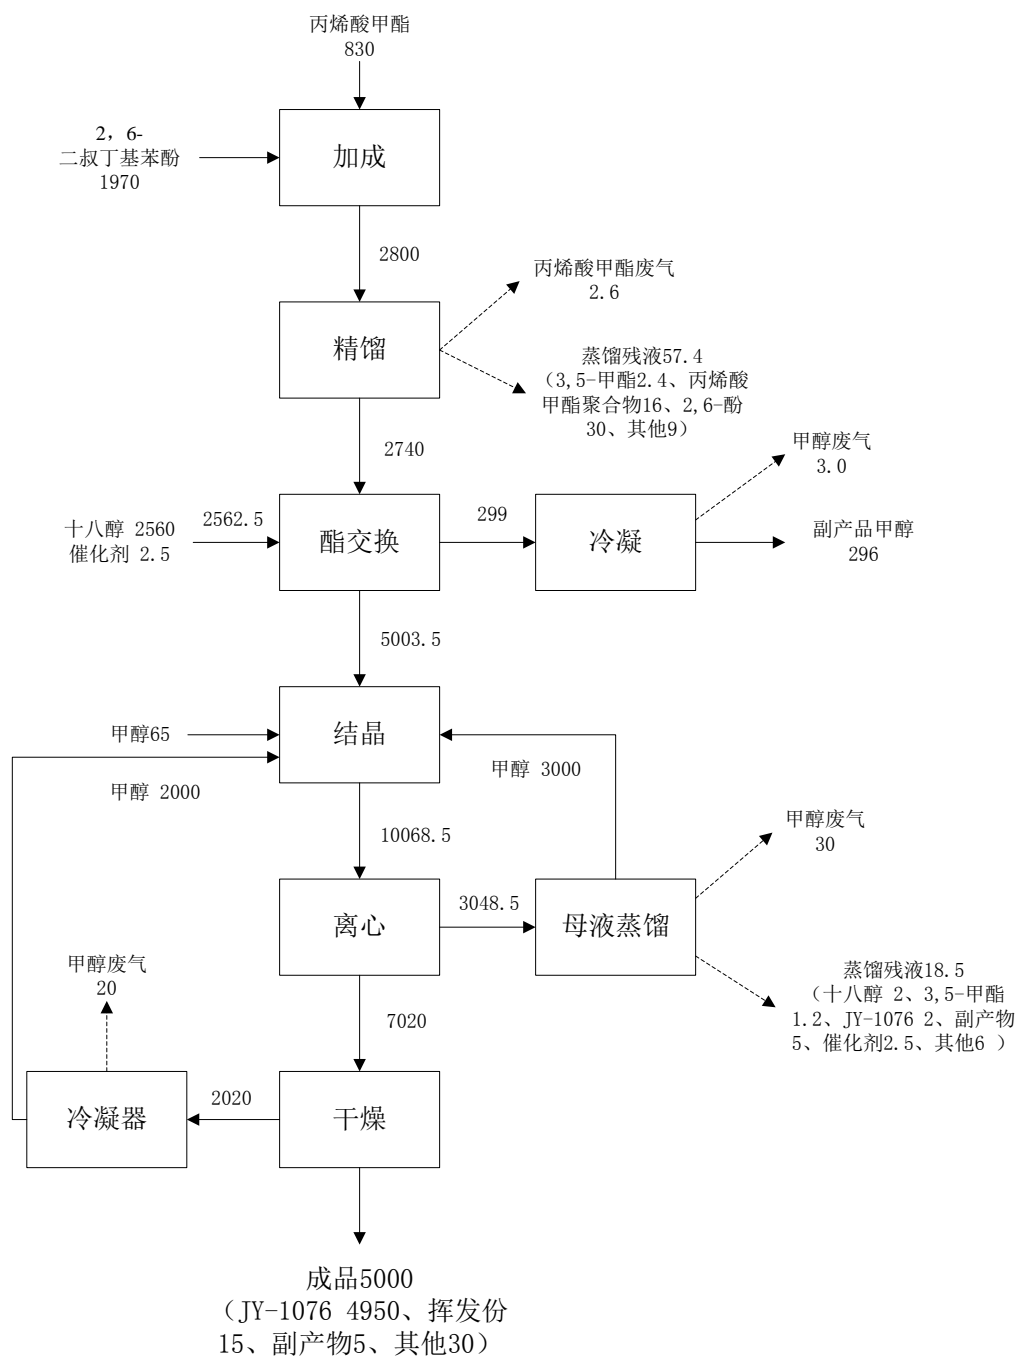 丙烯酸甲酯
830
2，6-
二叔丁基苯酚
1970
加成
2800
丙烯酸甲酯废气
2.6
精馏
蒸馏残液57.4
（3,5-甲酯2.4、丙烯酸
甲酯聚合物16、2,6-酚
30、其他9）
2740
甲醇废气
3.0
十八醇 2560
催化剂 2.5
2562.5
酯交换
299
冷凝
副产品甲醇
296
5003.5
甲醇65
结晶
甲醇 2000
甲醇 3000
10068.5
甲醇废气
30
离心
3048.5
母液蒸馏
蒸馏残液18.5
（十八醇 2、3,5-甲酯
1.2、JY-1076 2、副产物
5、催化剂2.5、其他6 ）
甲醇废气
20
7020
冷凝器
2020
干燥
成品5000
（JY-1076 4950、挥发份
15、副产物5、其他30）